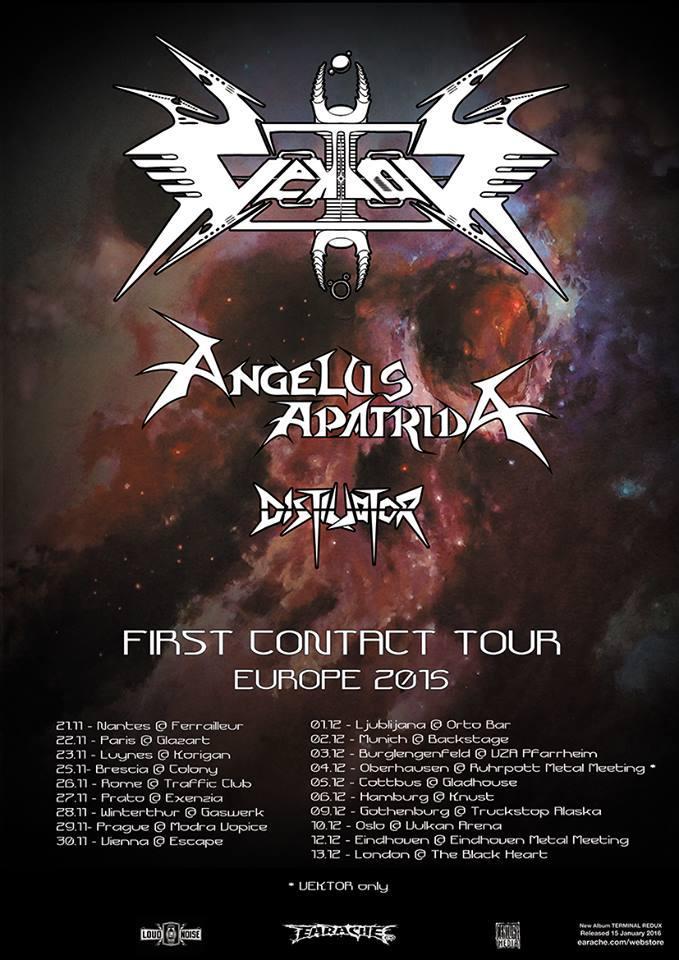 VEKTOR
ANGELUS
APATRIDA
DISTILLATOR
FIRST CONTACT TOUR
EUROPE 2015
21.11 - Nantes @ Ferrailleur
22.11 - Paris @ Glazart
23.11 - Luynes @ Korigan
25.11- Brescia @ Colony
26.11 - Rome @ Traffic Club
27.11 - Prato @ Exenzia
28.11 - Winterthur @ Gaswerk
29.11- Prague @ Modra Vopice
30.11 - Vienna @ Escape
01.12 - Ljublijana @ Orto Bar
02.12 - Munich @ Backstage
03.12 - Burglengenfeld @ VAZ Pfarrheim
04.12 - Oberhausen @ Ruhrpott Metal Meeting *
05.12 - Cottbus @ Gladhouse
06.12 - Hamburg @ Knust
09.12 - Gothenburg @ Truckstop Alaska
10.12 - Oslo @ Vulkan Arena
12.12 - Eindhoven @ Eindhoven Metal Meeting
13.12 - London @ The Black Heart
* VEKTOR only
LOUD NOISE
EARACHE
CENTURY
MEDIA
New Album TERMINAL REDUX
Released 15 January 2016
earache.com/webstore